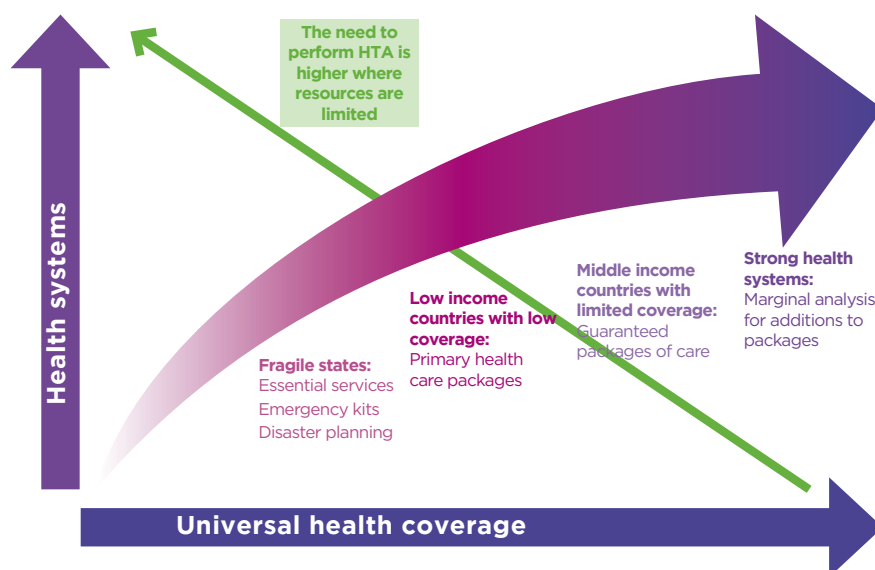 The need to
perform HTA is
higher where
resources are
limited
Health systems
Strong health
systems:
Marginal analysis
for additions to
packages
Middle income
countries with
limited coverage:
Guaranteed
packages of care
Low income
countries with low
coverage:
Primary health
care packages
Fragile states:
Essential services
Emergency kits
Disaster planning
Universal health coverage